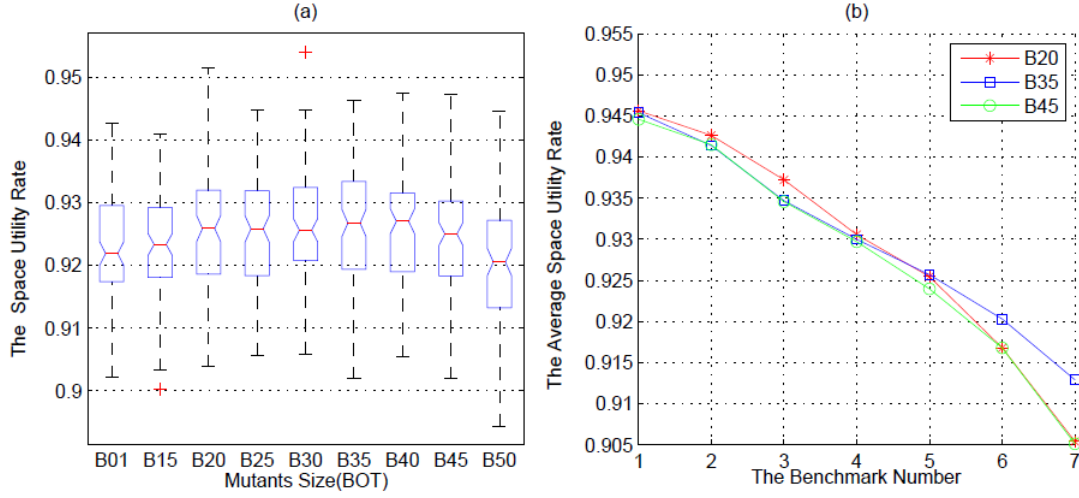 (a)
The Space Utility Rate
0.95
0.94
0.93
0.92
0.91
0.9
B01 B15 B20 B25 B30 B35 B40 B45 B50
Mutants Size(BOT)
(b)
The Average Space Utility Rate
0.955
0.95
0.945
0.94
0.935
0.93
0.925
0.92
0.915
0.91
0.905
1 2 3 4 5 6 7
The Benchmark Number
B20
B35
B45